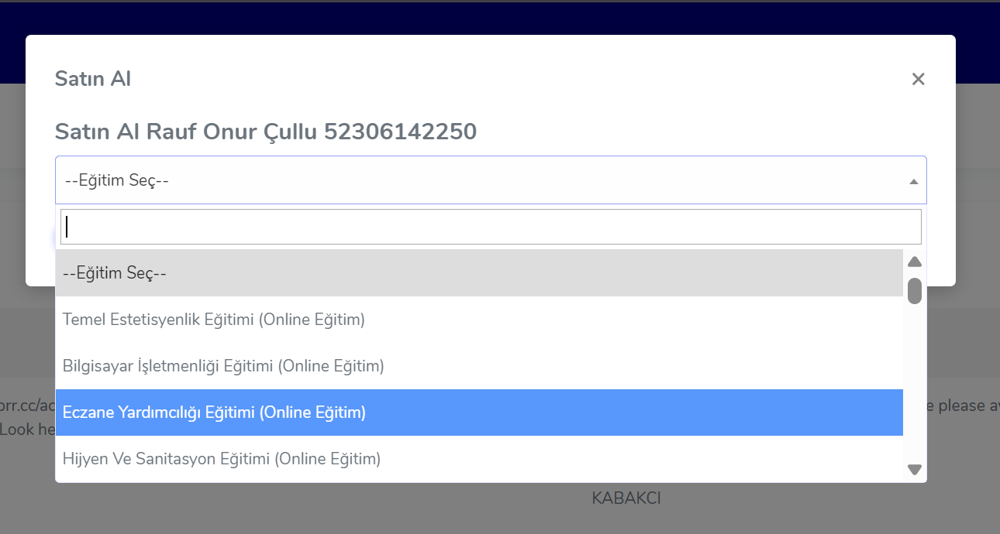 Satın Al
×
Satın Al Rauf Onur Çullu 52306142250
--Eğitim Seç--
--Eğitim Seç--
Temel Estetisyenlik Eğitimi (Online Eğitim)
Bilgisayar İşletmenliği Eğitimi (Online Eğitim)
Eczane Yardımcılığı Eğitimi (Online Eğitim)
Hijyen Ve Sanitasyon Eğitimi (Online Eğitim)
orr.cc/ac
e please av
Look he
KABAKCI